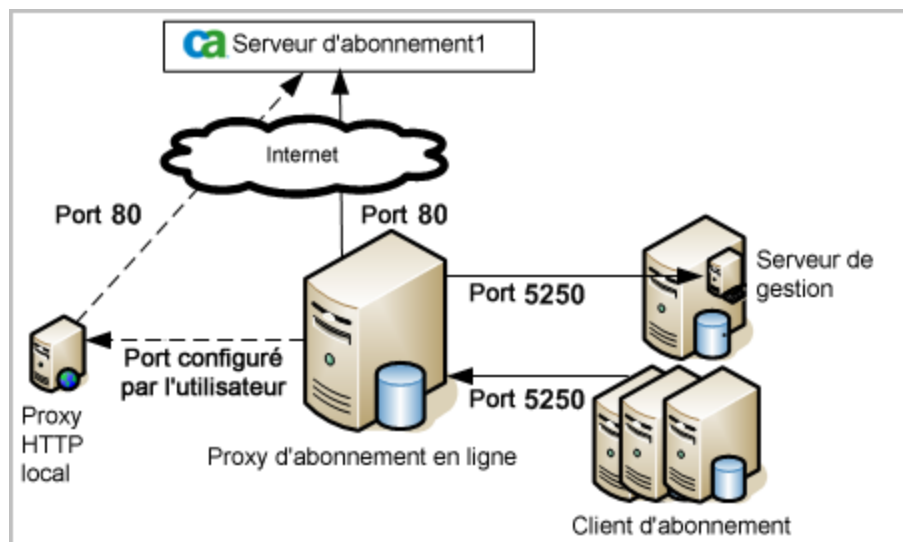 ca Serveur d'abonnement1
Internet
Port 80
Port 80
Port 5250
Serveur de
gestion
Port configuré
par l'utilisateur
Port 5250
Proxy
HTTP
local
Proxy d'abonnement en ligne
Client d'abonnement